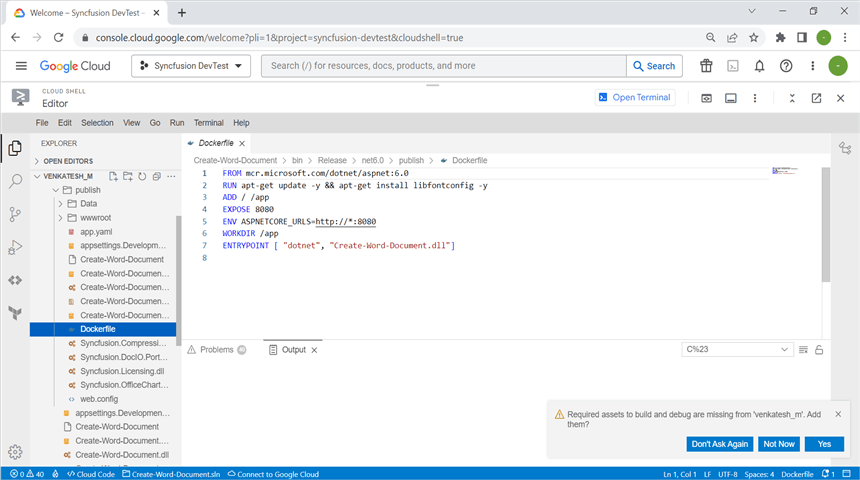 Welcome – Syncfusion DevTest –
console.cloud.google.com/welcome?pli=1&project=syncfusion-devtest&cloudshell=true
Google Cloud
Syncfusion DevTest
Search (/) for resources, docs, products, and more
Search
CLOUD SHELL
Editor
Open Terminal
File Edit Selection View Go Run Terminal Help
EXPLORER
OPEN EDITORS
VENKATESH_M
publish
Data
wwwroot
app.yaml
appsettings.Developm...
Create-Word-Document
Create-Word-Documen...
Create-Word-Documen...
Create-Word-Documen...
Create-Word-Documen...
Dockerfile
Syncfusion.Compressi...
Syncfusion.DocIO.Port...
Syncfusion.Licensing.dll
Syncfusion.OfficeChart...
web.config
appsettings.Developmen...
Create-Word-Document
Create-Word-Document....
Create-Word-Document.dll
Dockerfile
Create-Word-Document > bin > Release > net6.0 > publish > Dockerfile
1 FROM mcr.microsoft.com/dotnet/aspnet:6.0
2 RUN apt-get update -y && apt-get install libfontconfig -y
3 ADD / /app
4 EXPOSE 8080
5 ENV ASPNETCORE_URLS=http://*:8080
6 WORKDIR /app
7 ENTRYPOINT [ "dotnet", "Create-Word-Document.dll"]
8
Problems 40
Output
C%23
Required assets to build and debug are missing from 'venkatesh_m'. Add
them?
Don't Ask Again
Not Now
Yes
0 40 Cloud Code Create-Word-Document.sln Connect to Google Cloud Ln 1, Col 1 LF UTF-8 Spaces: 4 Dockerfile 1